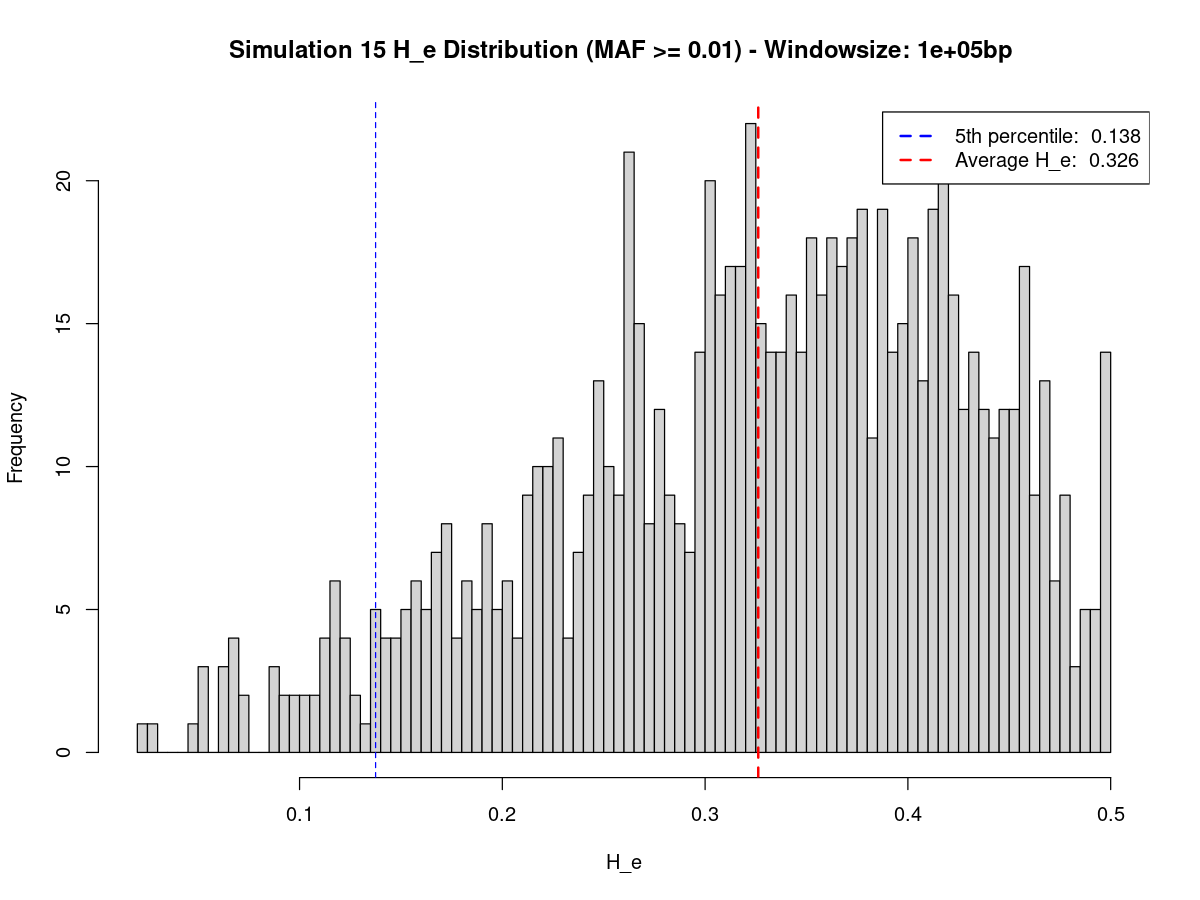 Simulation 15 H_e Distribution (MAF >= 0.01) - Windowsize: 1e+05bp
5th percentile: 0.138
Average H_e: 0.326
Frequency
20
15
10
5
0
0.1 0.2 0.3 0.4 0.5
H_e